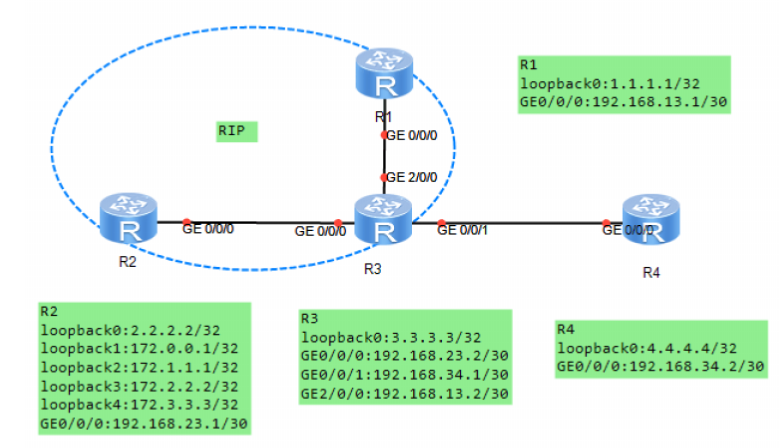 R1
loopback0:1.1.1.1/32
GE0/0/0:192.168.13.1/30
R
R1
GE 0/0/0
RIP
GE 2/0/0
R
GE 0/0/0
GE 0/0/0
R
GE 0/0/1
GE 0/0/0
R
R2
R3
R4
R2
loopback0:2.2.2.2/32
loopback1:172.0.0.1/32
loopback2:172.1.1.1/32
loopback3:172.2.2.2/32
loopback4:172.3.3.3/32
GE0/0/0:192.168.23.1/30
R3
loopback0:3.3.3.3/32
GE0/0/0:192.168.23.2/30
GE0/0/1:192.168.34.1/30
GE2/0/0:192.168.13.2/30
R4
loopback0:4.4.4.4/32
GE0/0/0:192.168.34.2/30